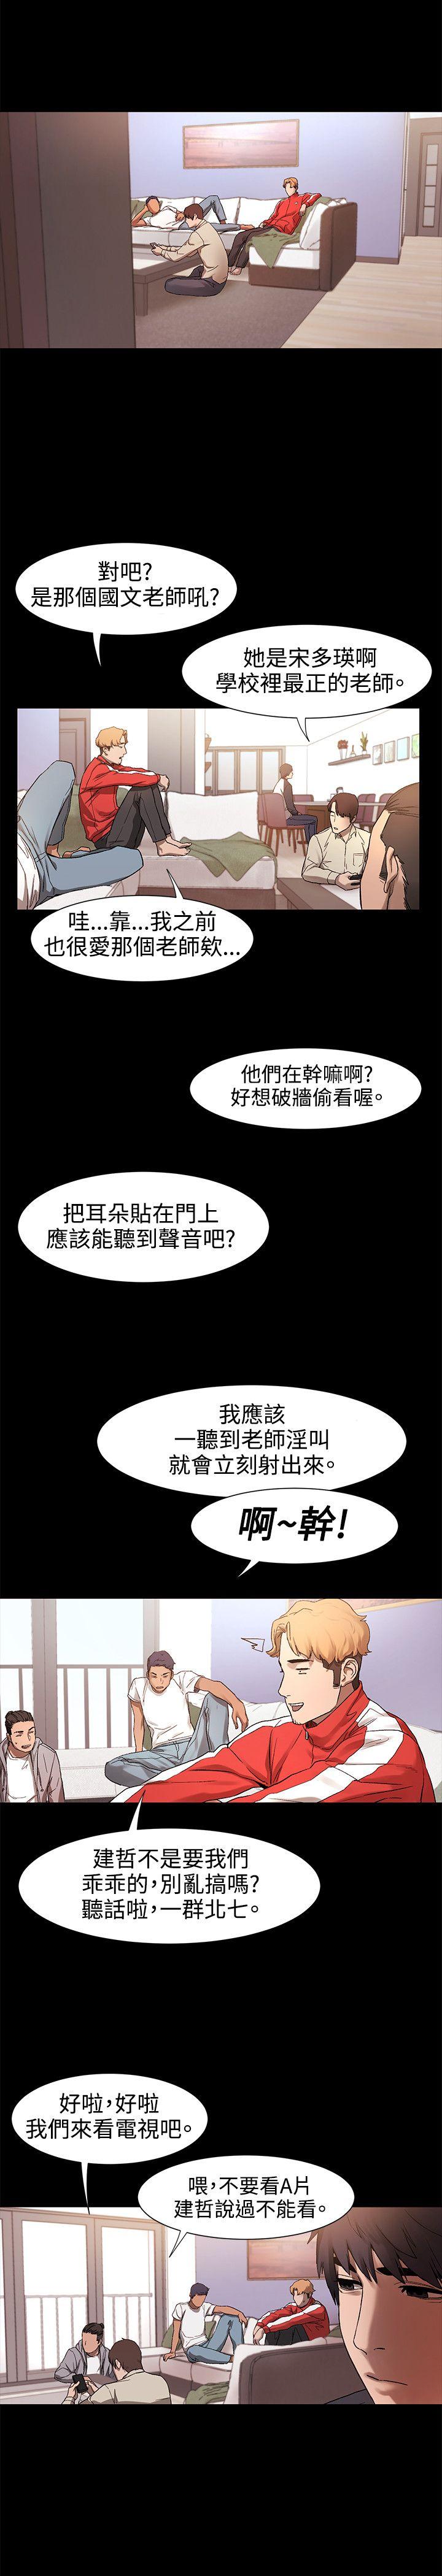 對吧?
是那個國文老師吼?
她是宋多瑛啊
學校裡最正的老師。
哇...靠...我之前
也很愛那個老師欸...
他們在幹嘛啊?
好想破牆偷看喔。
把耳朵貼在門上
應該能聽到聲音吧?
我應該
一聽到老師淫叫
就會立刻射出來。
啊~幹!
建哲不是要我們
乖乖的,別亂搞嗎?
聽話啦,一群北七。
好啦,好啦
我們來看電視吧。
喂,不要看A片
建哲說過不能看。